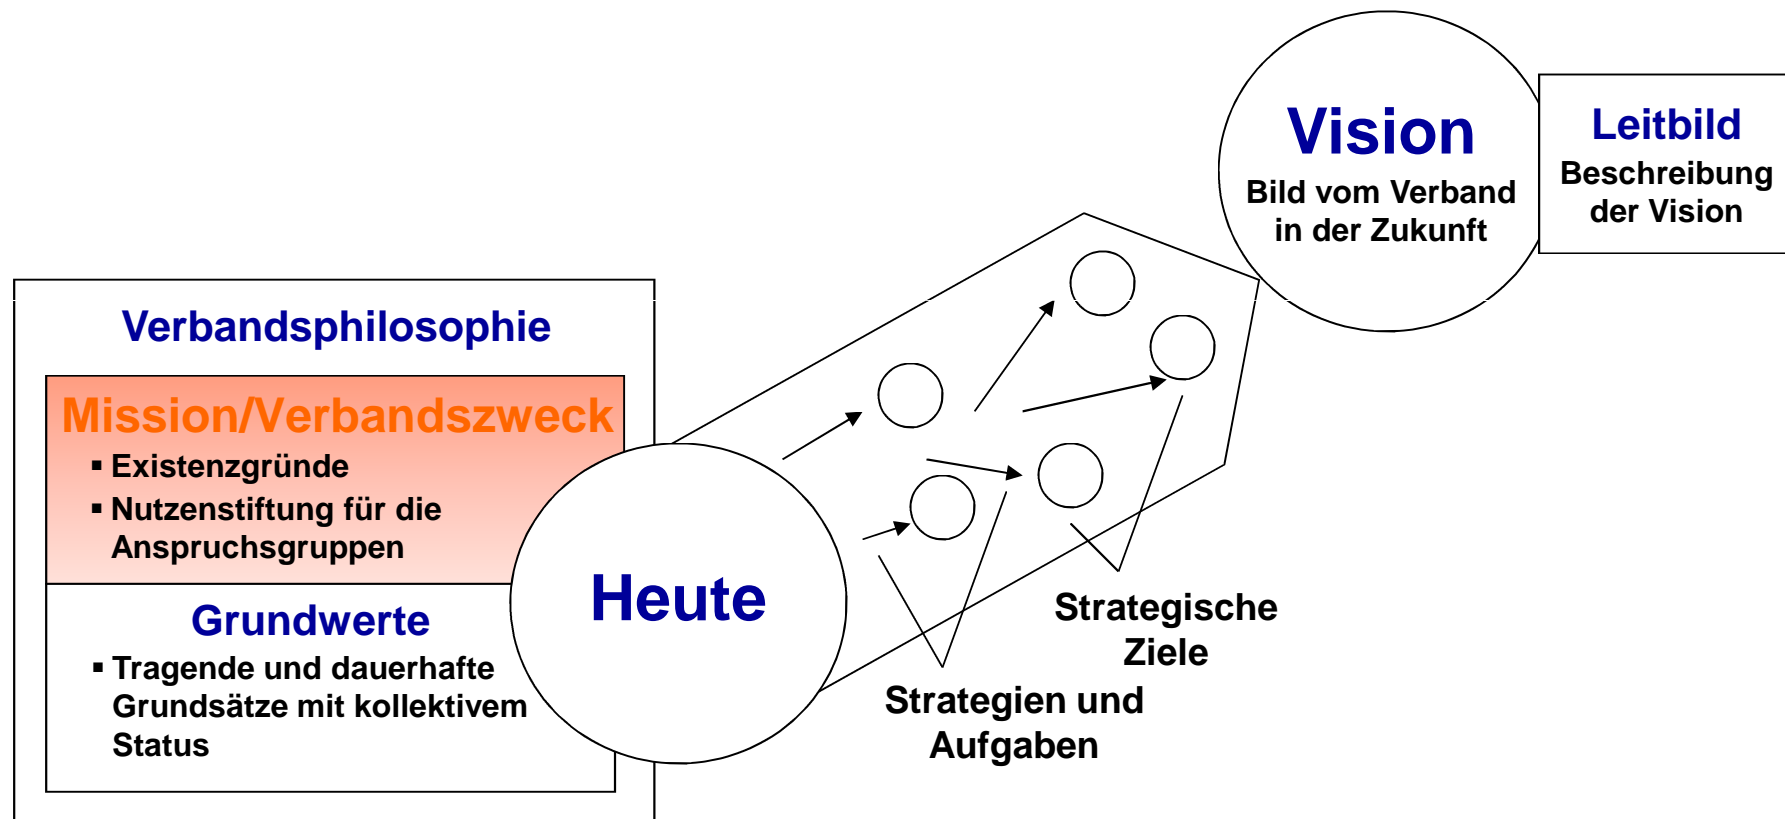 Vision
Bild vom Verband
in der Zukunft
Leitbild
Beschreibung
der Vision
Verbandsphilosophie
Mission/Verbandszweck
▪ Existenzgründe
▪ Nutzenstiftung für die
Anspruchsgruppen
Grundwerte
▪ Tragende und dauerhafte
Grundsätze mit kollektivem
Status
Heute
Strategische
Ziele
Strategien und
Aufgaben